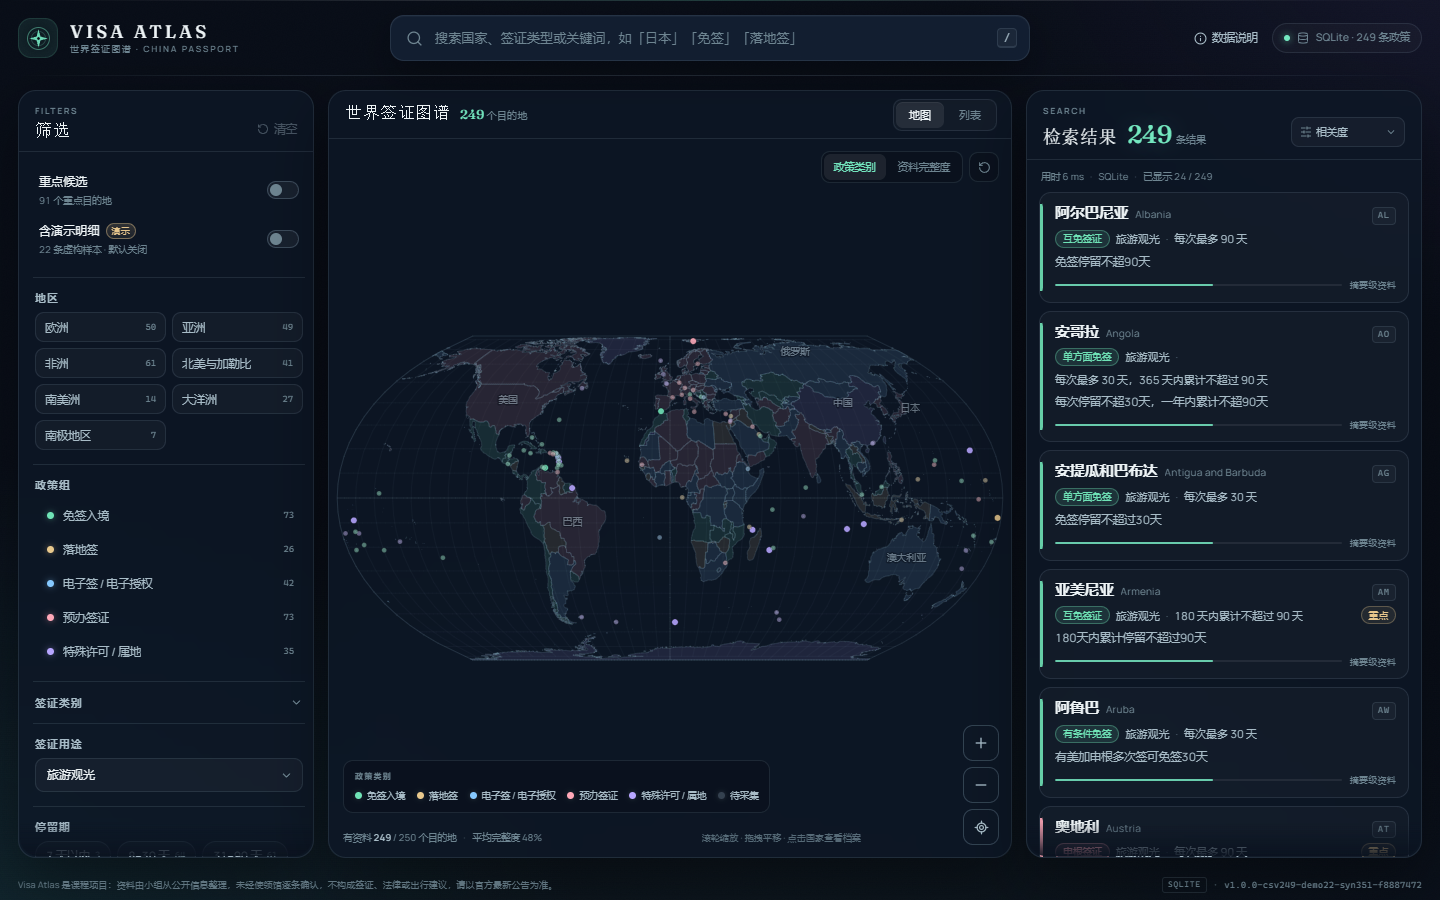 VISA ATLAS
世界签证图谱 · CHINA PASSPORT
搜索国家、签证类型或关键词，如「日本」「免签」「落地签」
/
数据说明
SQLite · 249 条政策
FILTERS
筛选
清空
重点候选
91 个重点目的地
含演示明细 演示
22 条虚构样本 · 默认关闭
地区
欧洲 50
亚洲 49
非洲 61
北美与加勒比 41
南美洲 14
大洋洲 27
南极地区 7
政策组
免签入境 73
落地签 26
电子签 / 电子授权 42
预办签证 73
特殊许可 / 属地 35
签证类别
签证用途
旅游观光
停留期
世界签证图谱 249 个目的地
地图 列表
政策类别 资料完整度
俄罗斯
美国
中国
日本
巴西
澳大利亚
+
−
政策类别
免签入境 落地签 电子签 / 电子授权 预办签证 特殊许可 / 属地 待采集
有资料 249 / 250 个目的地 · 平均完整度 48%
滚轮缩放 · 拖拽平移 · 点击国家查看档案
SEARCH
检索结果 249 条结果
相关度
用时 6 ms · SQLite · 已显示 24 / 249
阿尔巴尼亚 Albania AL
互免签证 旅游观光 · 每次最多 90 天
免签停留不超90天
摘要级资料
安哥拉 Angola AO
单方面免签 旅游观光 ·
每次最多 30 天，365 天内累计不超过 90 天
每次停留不超30天，一年内累计不超90天
摘要级资料
安提瓜和巴布达 Antigua and Barbuda AG
单方面免签 旅游观光 · 每次最多 30 天
免签停留不超过30天
摘要级资料
亚美尼亚 Armenia AM
互免签证 旅游观光 · 180 天内累计不超过 90 天 重点
180天内累计停留不超过90天
摘要级资料
阿鲁巴 Aruba AW
有条件免签 旅游观光 · 每次最多 30 天
有美加申根多次签可免签30天
摘要级资料
奥地利 Austria AT
申根签证 旅游观光 · 每次最多 90 天 重点
Visa Atlas 是课程项目；资料由小组从公开信息整理，未经使领馆逐条确认，不构成签证、法律或出行建议，请以官方最新公告为准。
SQLITE · v1.0.0-csv249-demo22-syn351-f8887472